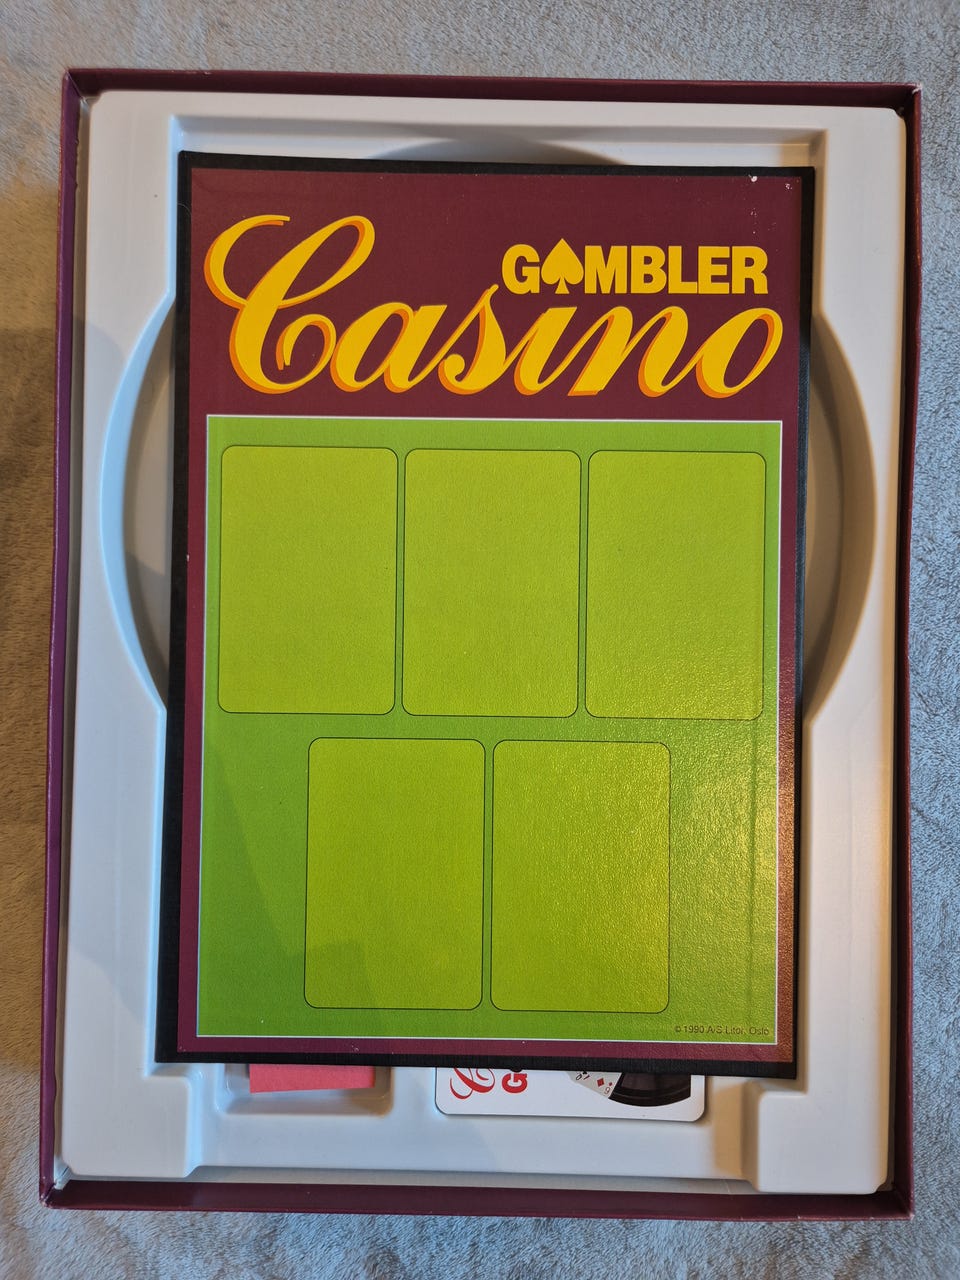 GAMBLER
Casino
© 1990 A/S Litor, Oslo